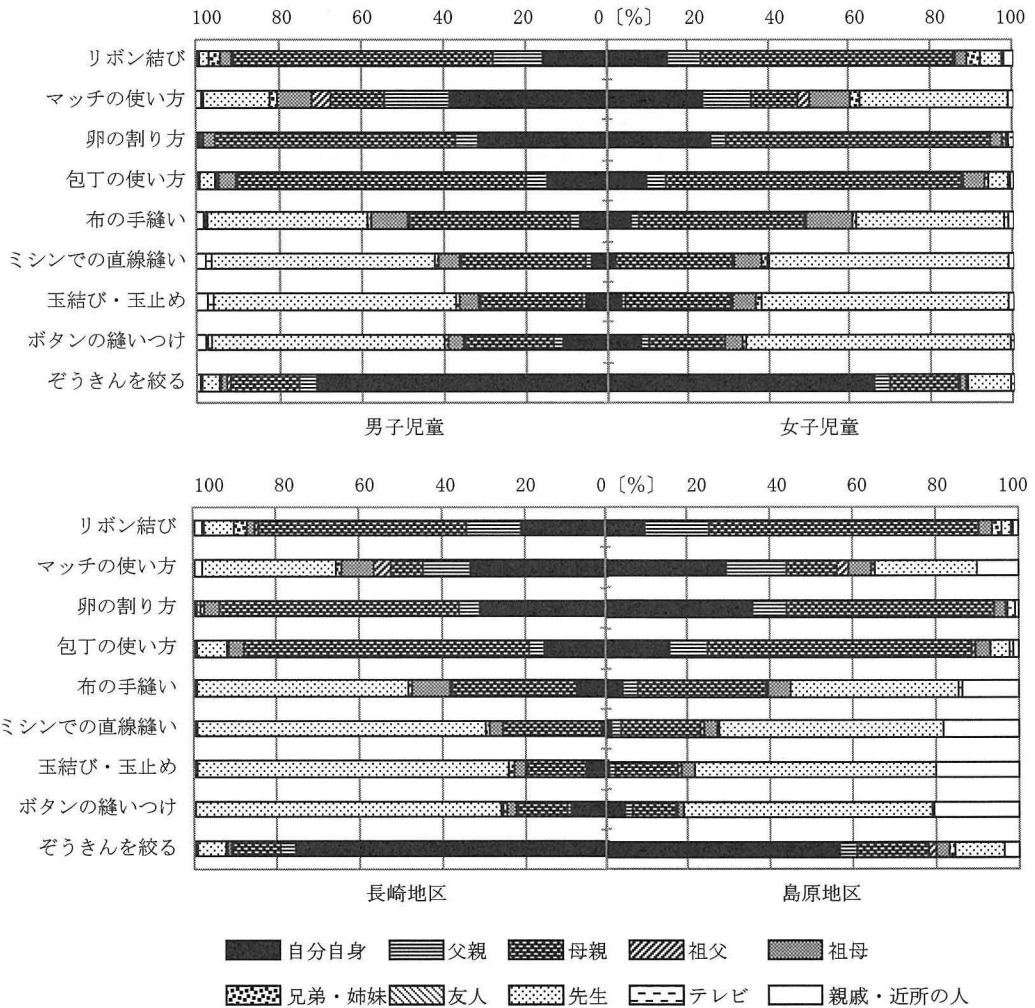 100 80 60 40 20 0 〔%〕 20 40 60 80 100
リボン結び
マッチの使い方
卵の割り方
包丁の使い方
布の手縫い
ミシンでの直線縫い
玉結び・玉止め
ボタンの縫いつけ
ぞうきんを絞る
男子児童 女子児童
100 80 60 40 20 0 〔%〕 20 40 60 80 100
リボン結び
マッチの使い方
卵の割り方
包丁の使い方
布の手縫い
ミシンでの直線縫い
玉結び・玉止め
ボタンの縫いつけ
ぞうきんを絞る
長崎地区 島原地区
自分自身 父親 母親 祖父 祖母
兄弟・姉妹 友人 先生 テレビ 親戚・近所の人